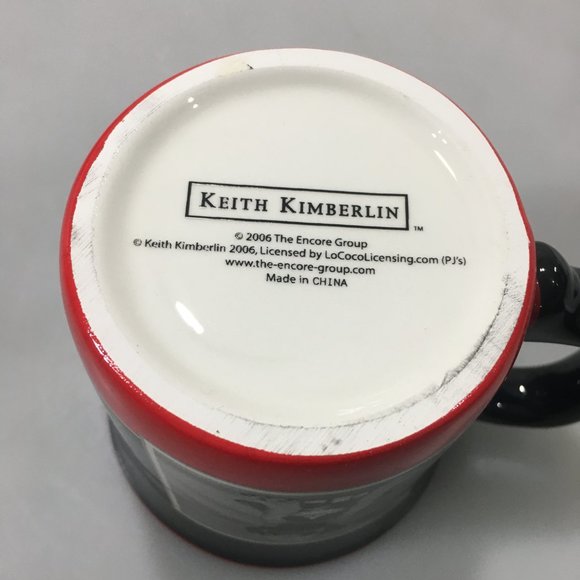 KEITH KIMBERLIN ™
© 2006 The Encore Group
© Keith Kimberlin 2006, Licensed by LoCocoLicensing.com (PJ's)
www.the-encore-group.com
Made in CHINA